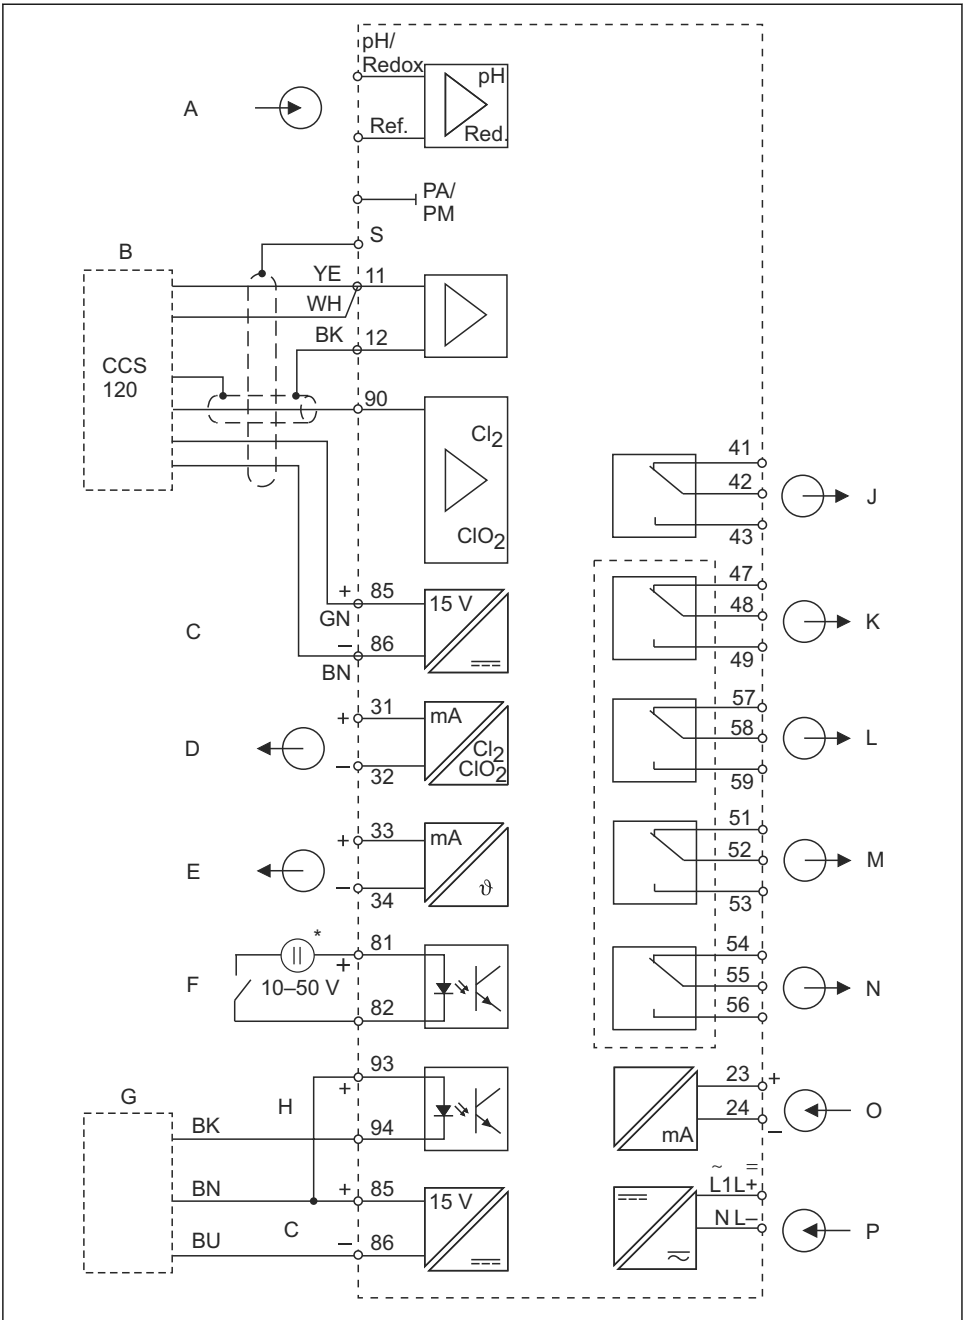 pH/
Redox
pH
A
Ref.
Red.
PA/
PM
S
B
YE
11
WH
BK
12
CCS
120
90
Cl2
ClO2
+
85
15 V
GN
C
–
86
BN
31
+
mA
D
Cl2
ClO2
–
32
33
+
mA
E
ϑ
–
34
*
81
+
F
10–50 V
82
93
+
G
H
BK
94
BN
+
85
15 V
C
BU
–
86
41
42
J
43
47
48
K
49
57
58
L
59
51
52
M
53
54
55
N
56
23
+
24
O
–
mA
~ =
L1L+
N L–
P